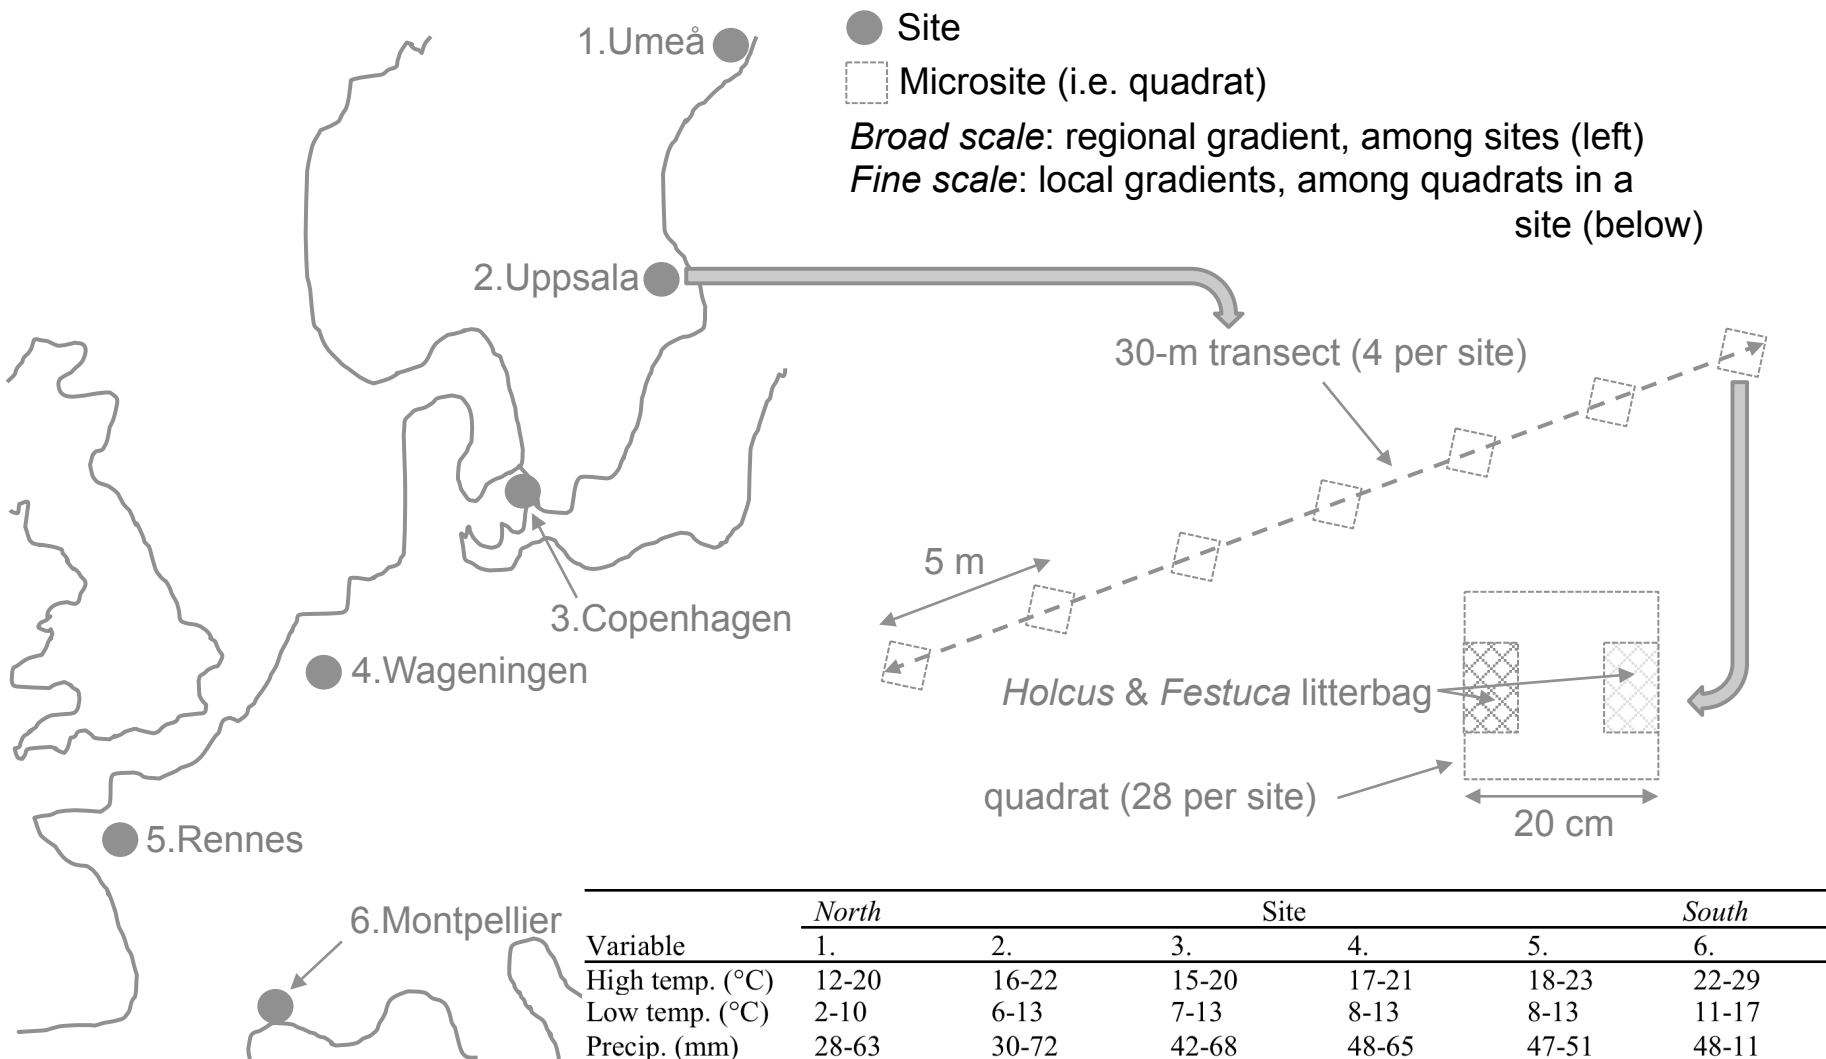 1.Umeå
Site
Microsite (i.e. quadrat)
Broad scale: regional gradient, among sites (left)
Fine scale: local gradients, among quadrats in a
site (below)
2.Uppsala
30-m transect (4 per site)
5 m
3.Copenhagen
4.Wageningen
Holcus & Festuca litterbag
quadrat (28 per site)
20 cm
5.Rennes
6.Montpellier
North Site South
Variable 1. 2. 3. 4. 5. 6.
High temp. (°C) 12-20 16-22 15-20 17-21 18-23 22-29
Low temp. (°C) 2-10 6-13 7-13 8-13 8-13 11-17
Precip. (mm) 28-63 30-72 42-68 48-65 47-51 48-11